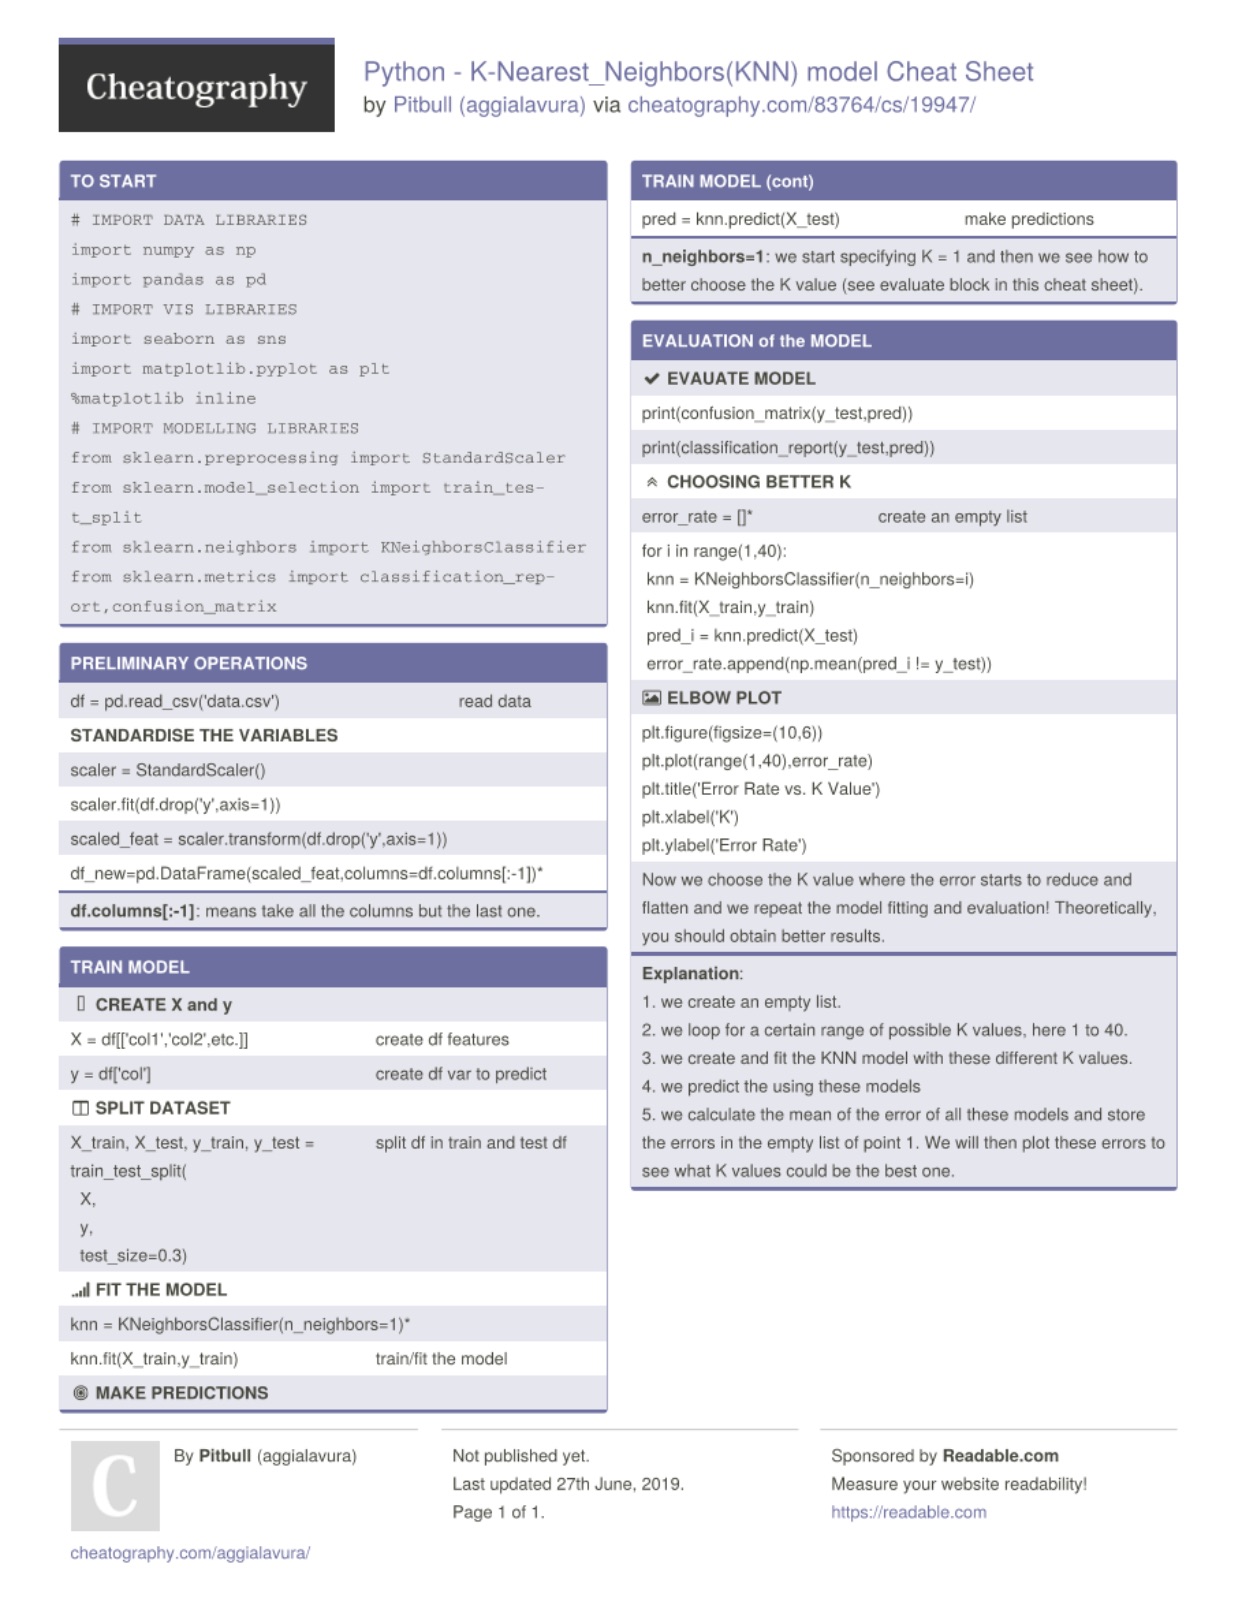 Cheatography
Python - K-Nearest_Neighbors(KNN) model Cheat Sheet
by Pitbull (aggialavura) via cheatography.com/83764/cs/19947/
TO START
# IMPORT DATA LIBRARIES
import numpy as np
import pandas as pd
# IMPORT VIS LIBRARIES
import seaborn as sns
import matplotlib.pyplot as plt
%matplotlib inline
# IMPORT MODELLING LIBRARIES
from sklearn.preprocessing import StandardScaler
from sklearn.model_selection import train_tes-
t_split
from sklearn.neighbors import KNeighborsClassifier
from sklearn.metrics import classification_rep-
ort,confusion_matrix
PRELIMINARY OPERATIONS
df = pd.read_csv('data.csv') read data
STANDARDISE THE VARIABLES
scaler = StandardScaler()
scaler.fit(df.drop('y',axis=1))
scaled_feat = scaler.transform(df.drop('y',axis=1))
df_new=pd.DataFrame(scaled_feat,columns=df.columns[:-1])*
df.columns[:-1]: means take all the columns but the last one.
TRAIN MODEL
CREATE X and y
X = df[['col1','col2',etc.]] create df features
y = df['col'] create df var to predict
SPLIT DATASET
X_train, X_test, y_train, y_test = split df in train and test df
train_test_split(
X,
y,
test_size=0.3)
FIT THE MODEL
knn = KNeighborsClassifier(n_neighbors=1)*
knn.fit(X_train,y_train) train/fit the model
MAKE PREDICTIONS
TRAIN MODEL (cont)
pred = knn.predict(X_test) make predictions
n_neighbors=1: we start specifying K = 1 and then we see how to
better choose the K value (see evaluate block in this cheat sheet).
EVALUATION of the MODEL
EVAUATE MODEL
print(confusion_matrix(y_test,pred))
print(classification_report(y_test,pred))
CHOOSING BETTER K
error_rate = []* create an empty list
for i in range(1,40):
knn = KNeighborsClassifier(n_neighbors=i)
knn.fit(X_train,y_train)
pred_i = knn.predict(X_test)
error_rate.append(np.mean(pred_i != y_test))
ELBOW PLOT
plt.figure(figsize=(10,6))
plt.plot(range(1,40),error_rate)
plt.title('Error Rate vs. K Value')
plt.xlabel('K')
plt.ylabel('Error Rate')
Now we choose the K value where the error starts to reduce and
flatten and we repeat the model fitting and evaluation! Theoretically,
you should obtain better results.
Explanation:
1. we create an empty list.
2. we loop for a certain range of possible K values, here 1 to 40.
3. we create and fit the KNN model with these different K values.
4. we predict the using these models
5. we calculate the mean of the error of all these models and store
the errors in the empty list of point 1. We will then plot these errors to
see what K values could be the best one.
C
By Pitbull (aggialavura)
cheatography.com/aggialavura/
Not published yet.
Last updated 27th June, 2019.
Page 1 of 1.
Sponsored by Readable.com
Measure your website readability!
https://readable.com